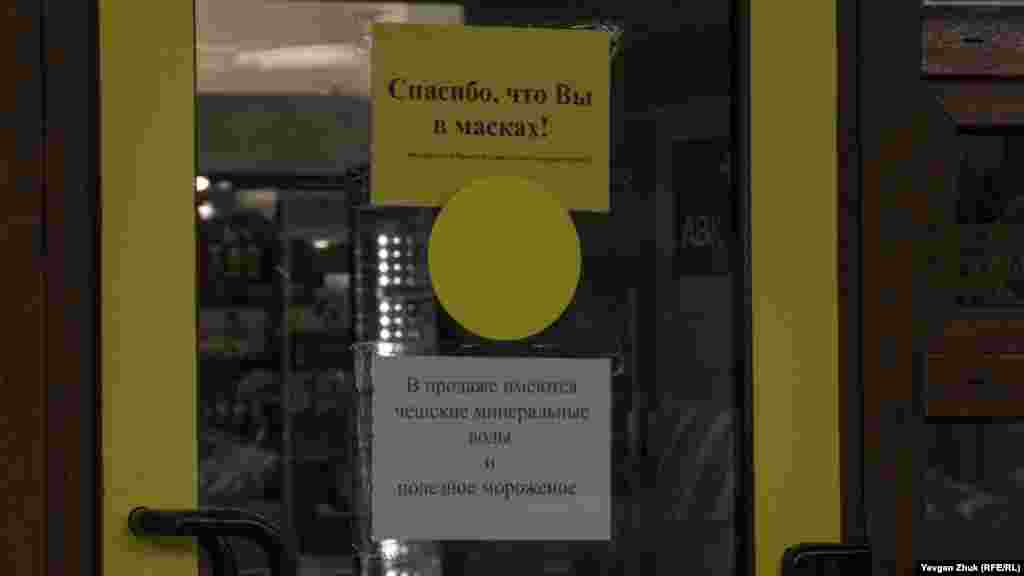 Спасибо, что Вы
в масках!
В продаже имеются
чешские минеральные
воды
и
полезное мороженое
Yevgen Zhuk (RFE/RL)